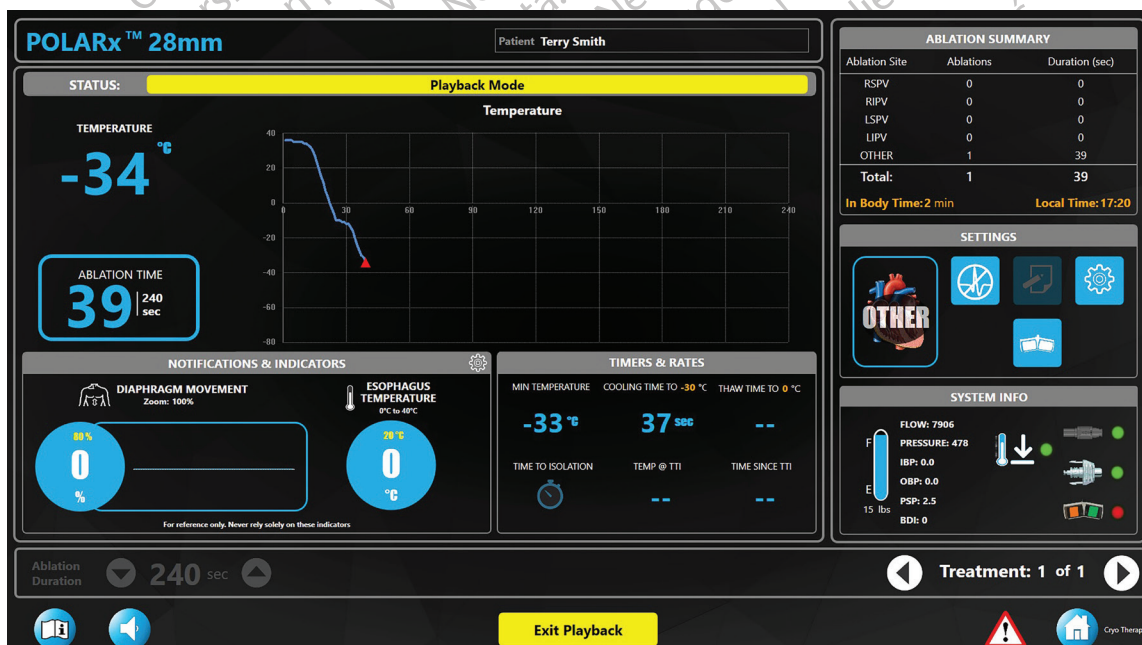 POLARx™ 28mm
Patient Terry Smith
STATUS:
Playback Mode
TEMPERATURE
-34 °C
ABLATION TIME
39 240 sec
Temperature
40
20
0
-20
-40
-60
-80
0 30 60 90 120 150 180 210 240
NOTIFICATIONS & INDICATORS
DIAPHRAGM MOVEMENT
Zoom: 100%
80 %
0
%
ESOPHAGUS
TEMPERATURE
0°C to 40°C
20 °C
0
°C
For reference only. Never rely solely on these indicators
TIMERS & RATES
MIN TEMPERATURE COOLING TIME TO -30 °C THAW TIME TO 0 °C
-33 °C 37 sec --
TIME TO ISOLATION TEMP @ TTI TIME SINCE TTI
-- --
ABLATION SUMMARY
Ablation Site Ablations Duration (sec)
RSPV 0 0
RIPV 0 0
LSPV 0 0
LIPV 0 0
OTHER 1 39
Total: 1 39
In Body Time:2 min Local Time:17:20
SETTINGS
OTHER
SYSTEM INFO
F
E
15 lbs
FLOW: 7906
PRESSURE: 478
IBP: 0.0
OBP: 0.0
PSP: 2.5
BDI: 0
Ablation
Duration
240 sec
Treatment: 1 of 1
Exit Playback